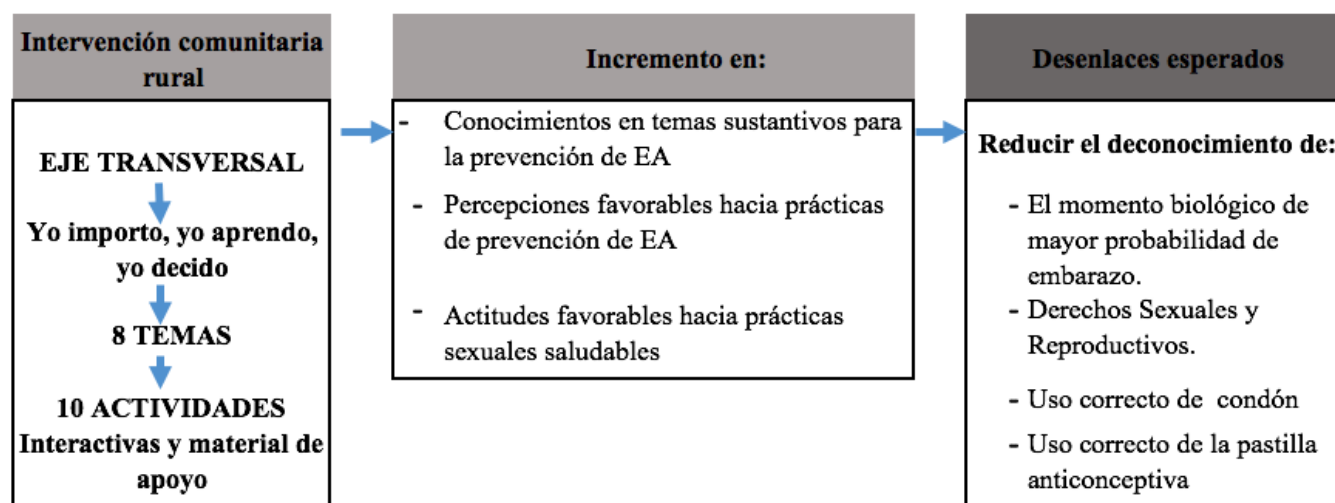 Intervención comunitaria
rural
EJE TRANSVERSAL
Yo importo, yo aprendo,
yo decido
8 TEMAS
10 ACTIVIDADES
Interactivas y material de
apoyo
Incremento en:
- Conocimientos en temas sustantivos para
la prevención de EA
- Percepciones favorables hacia prácticas
de prevención de EA
- Actitudes favorables hacia prácticas
sexuales saludables
Desenlaces esperados
Reducir el deconocimiento de:
- El momento biológico de
mayor probabilidad de
embarazo.
- Derechos Sexuales y
Reproductivos.
- Uso correcto de condón
- Uso correcto de la pastilla
anticonceptiva